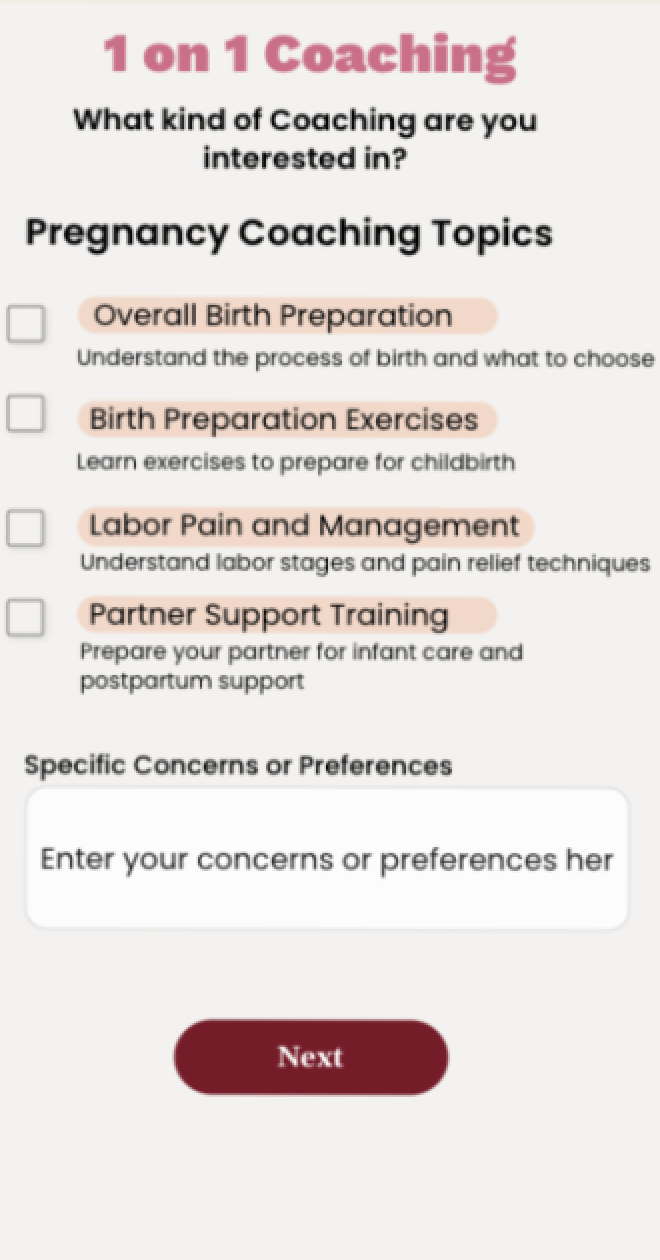 1 on 1 Coaching
What kind of Coaching are you
interested in?
Pregnancy Coaching Topics
Overall Birth Preparation
Understand the process of birth and what to choose
Birth Preparation Exercises
Learn exercises to prepare for childbirth
Labor Pain and Management
Understand labor stages and pain relief techniques
Partner Support Training
Prepare your partner for infant care and
postpartum support
Specific Concerns or Preferences
Enter your concerns or preferences her
Next